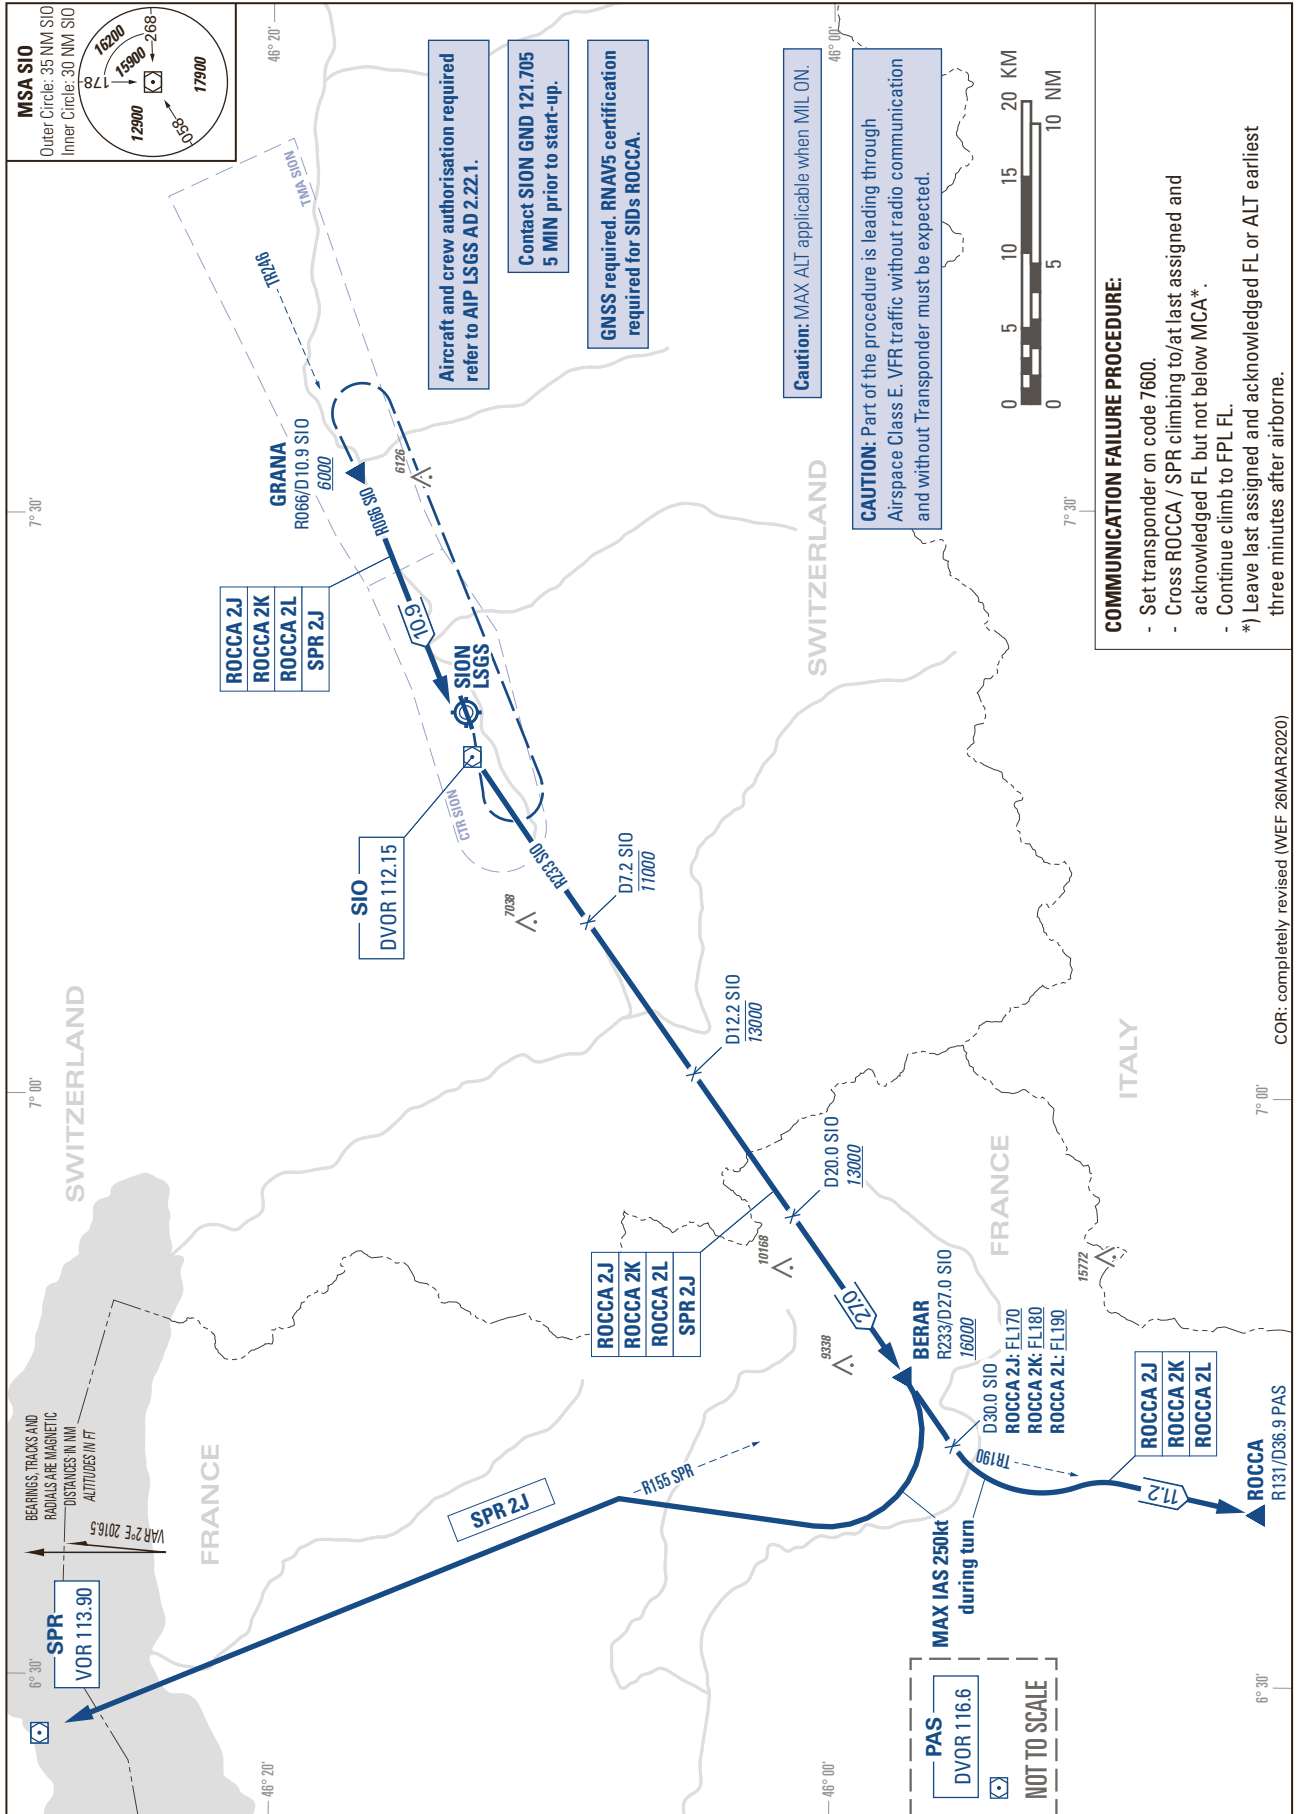 MSA SIO
Outer Circle: 35 NM SIO
Inner Circle: 30 NM SIO
16200
15900
12900
17900
178
268
058
46° 20'
46° 00'
TMA SION
TR246
Aircraft and crew authorisation required
refer to AIP LSGS AD 2.22.1.
Contact SION GND 121.705
5 MIN prior to start-up.
GNSS required. RNAV5 certification
required for SIDs ROCCA.
Caution: MAX ALT applicable when MIL ON.
CAUTION: Part of the procedure is leading through
Airspace Class E. VFR traffic without radio communication
and without Transponder must be expected.
0 5 10 15 20 KM
0 5 10 NM
COMMUNICATION FAILURE PROCEDURE:
- Set transponder on code 7600.
- Cross ROCCA / SPR climbing to/at last assigned and
acknowledged FL but not below MCA*.
- Continue climb to FPL FL.
*) Leave last assigned and acknowledged FL or ALT earliest
three minutes after airborne.
7° 30'
7° 30'
GRANA
R066/D10.9 SIO
6000
R066 SIO
6126
ROCCA 2J
ROCCA 2K
ROCCA 2L
SPR 2J
10.9
SION
LSGS
SWITZERLAND
CTR SION
SIO
DVOR 112.15
R233 SIO
7038
D7.2 SIO
11000
D12.2 SIO
13000
SWITZERLAND
7° 00'
7° 00'
ITALY
COR: completely revised (WEF 26MAR2020)
D20.0 SIO
13000
FRANCE
ROCCA 2J
ROCCA 2K
ROCCA 2L
SPR 2J
10168
15772
9338
27.0
BERAR
R233/D27.0 SIO
16000
D30.0 SIO
ROCCA 2J: FL170
ROCCA 2K: FL180
ROCCA 2L: FL190
TR190
ROCCA 2J
ROCCA 2K
ROCCA 2L
11.2
ROCCA
R131/D36.9 PAS
BEARINGS, TRACKS AND
RADIALS ARE MAGNETIC
DISTANCES IN NM
ALTITUDES IN FT
VAR 2°E 2016.5
FRANCE
SPR 2J
R155 SPR
MAX IAS 250kt
during turn
SPR
VOR 113.90
6° 30'
6° 30'
46° 20'
46° 00'
PAS
DVOR 116.6
NOT TO SCALE